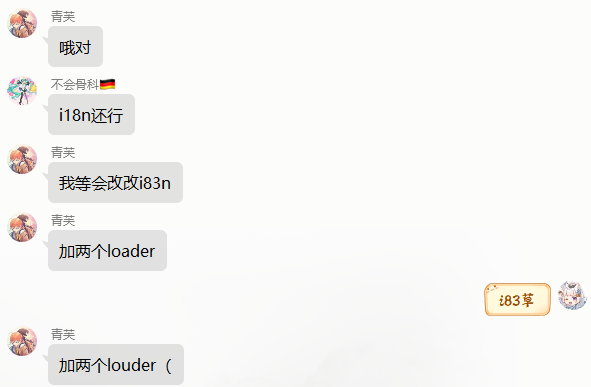 青芙
哦对
不会骨科🇩🇪
i18n还行
青芙
我等会改改i83n
青芙
加两个loader
i83草
青芙
加两个louder（